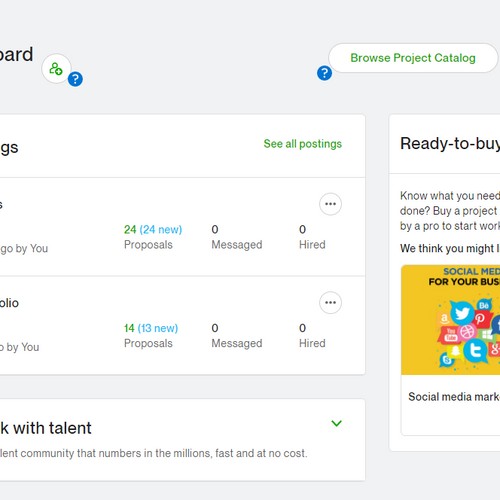 oard
?
?
Browse Project Catalog
gs
See all postings
s
24 (24 new)
0
0
go by You
Proposals
Messaged
Hired
olio
14 (13 new)
0
0
o by You
Proposals
Messaged
Hired
k with talent
lent community that numbers in the millions, fast and at no cost.
Ready-to-buy
Know what you need
done? Buy a project
by a pro to start work
We think you might l
SOCIAL MED
FOR YOUR BUS
Bē
a
You
g
Social media mark